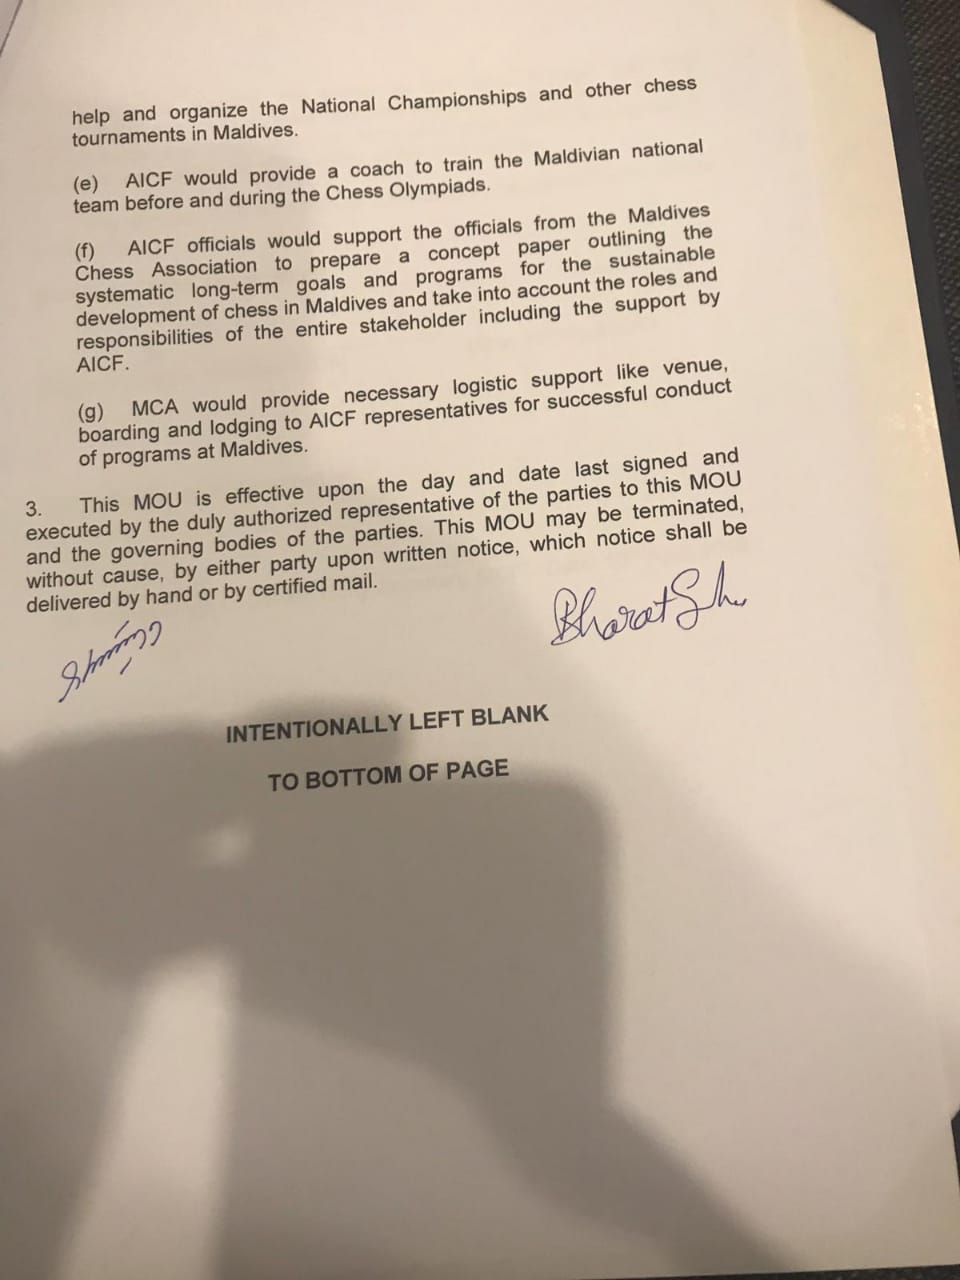 help and organize the National Championships and other chess
tournaments in Maldives.
(e) AICF would provide a coach to train the Maldivian national
team before and during the Chess Olympiads.
(f) AICF officials would support the officials from the Maldives
Chess Association to prepare a concept paper outlining the
systematic long-term goals and programs for the sustainable
development of chess in Maldives and take into account the roles and
responsibilities of the entire stakeholder including the support by
AICF.
(g) MCA would provide necessary logistic support like venue,
boarding and lodging to AICF representatives for successful conduct
of programs at Maldives.
3. This MOU is effective upon the day and date last signed and
executed by the duly authorized representative of the parties to this MOU
and the governing bodies of the parties. This MOU may be terminated,
without cause, by either party upon written notice, which notice shall be
delivered by hand or by certified mail.
Bharat
INTENTIONALLY LEFT BLANK
TO BOTTOM OF PAGE